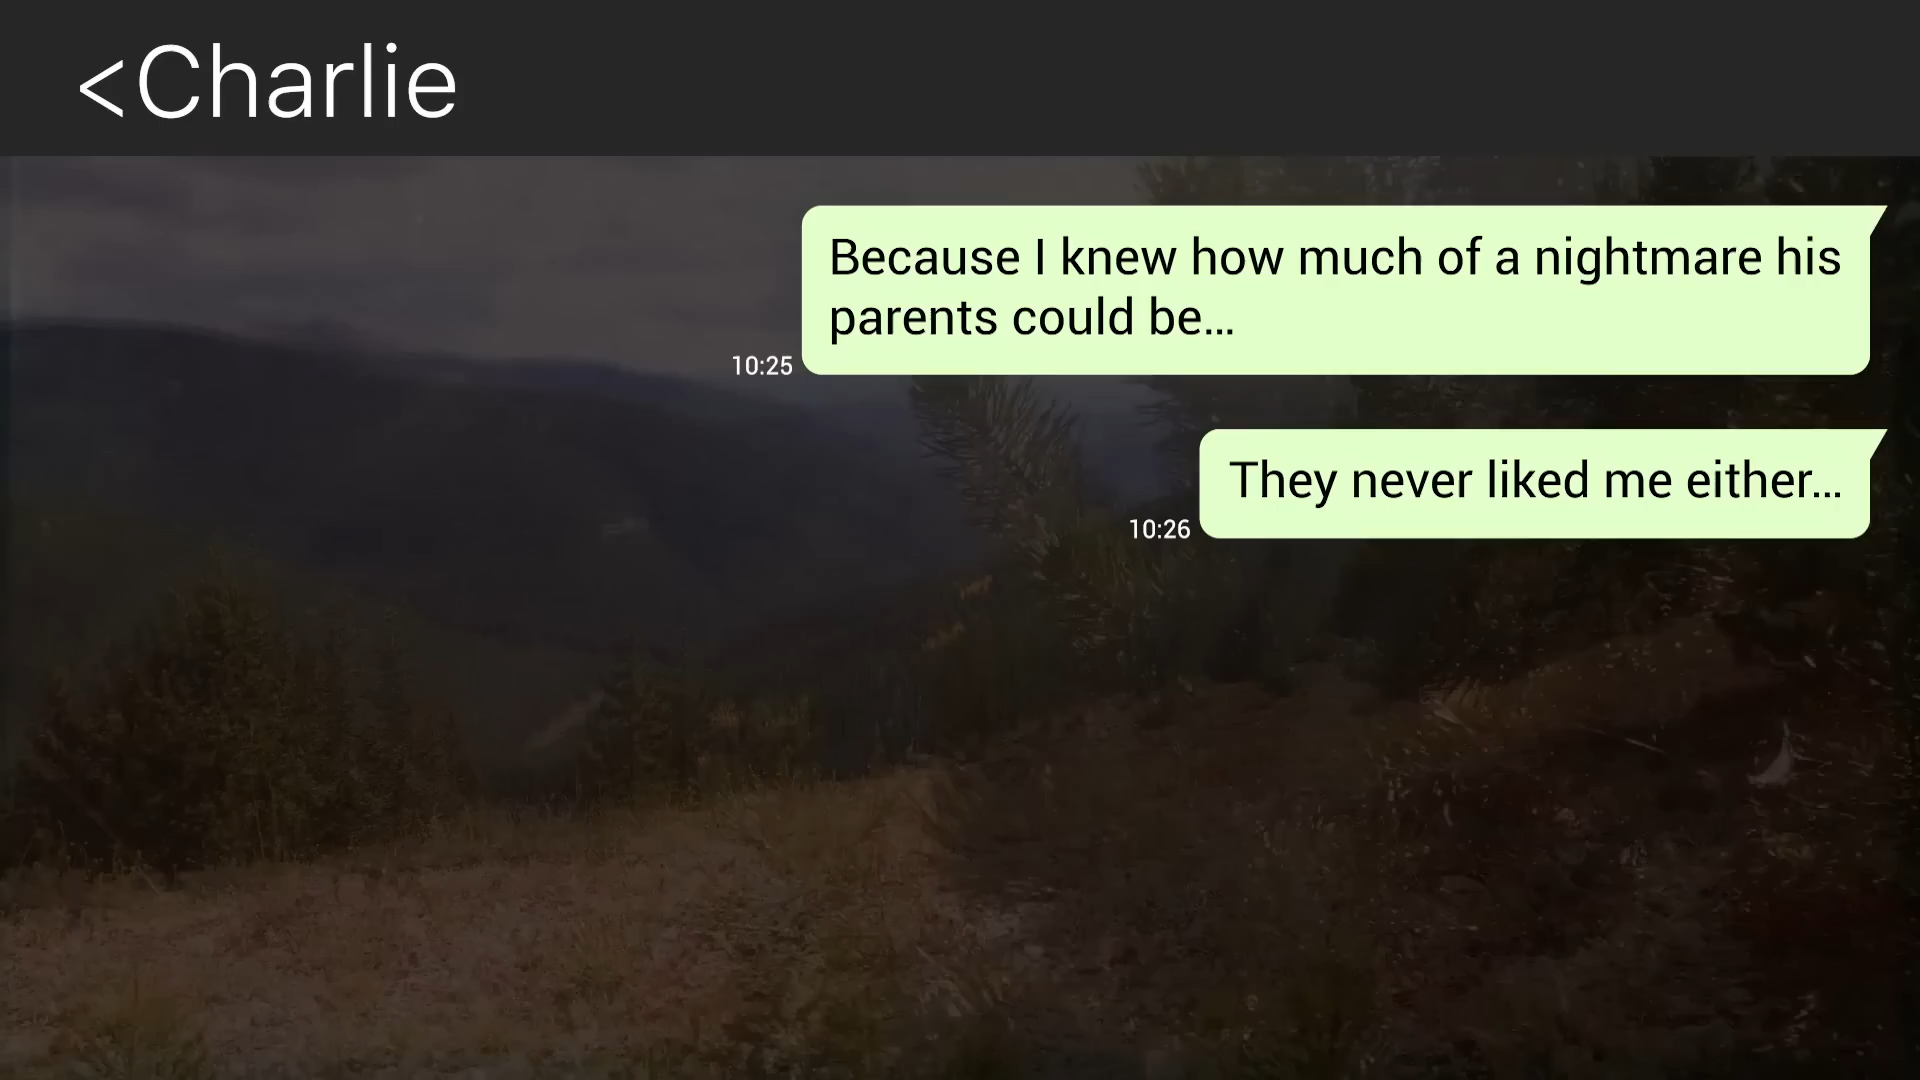 <Charlie
Because I knew how much of a nightmare his
parents could be...
10:25
They never liked me either...
10:26